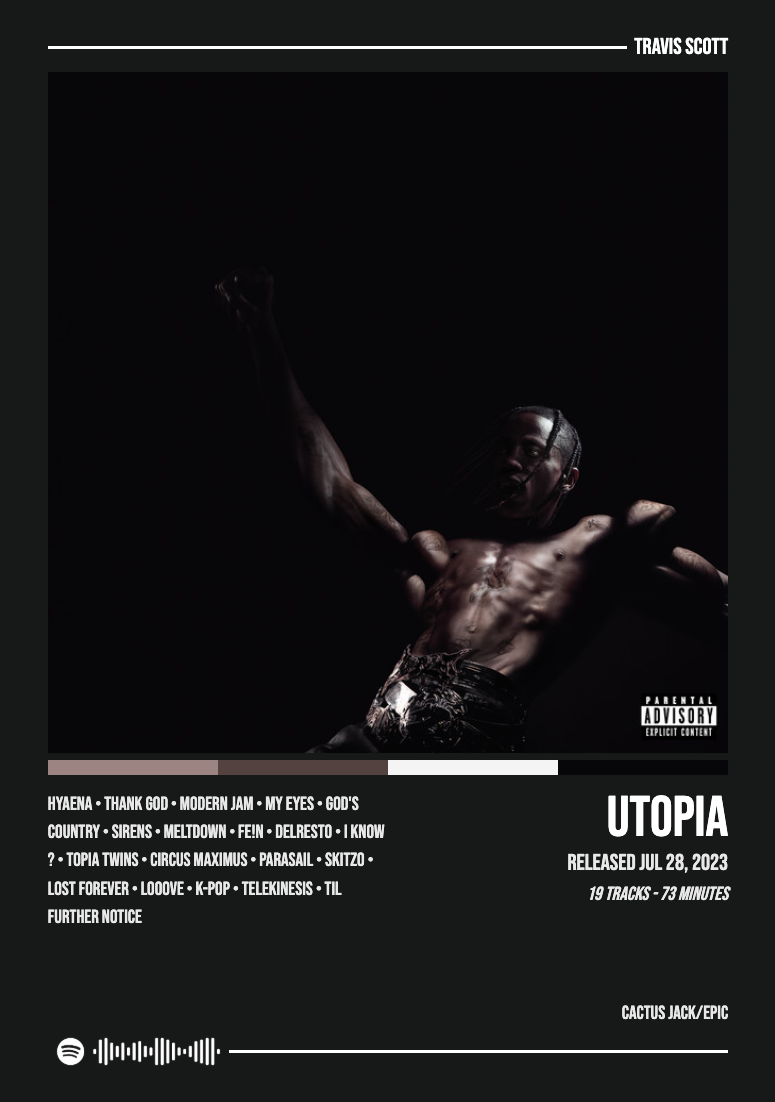 TRAVIS SCOTT
PARENTAL
ADVISORY
EXPLICIT CONTENT
HYAENA • THANK GOD • MODERN JAM • MY EYES • GOD'S
COUNTRY • SIRENS • MELTDOWN • FE!N • DELRESTO • I KNOW
? • TOPIA TWINS • CIRCUS MAXIMUS • PARASAIL • SKITZO •
LOST FOREVER • LOOOVE • K-POP • TELEKINESIS • TIL
FURTHER NOTICE
UTOPIA
RELEASED JUL 28, 2023
19 TRACKS - 73 MINUTES
CACTUS JACK/EPIC